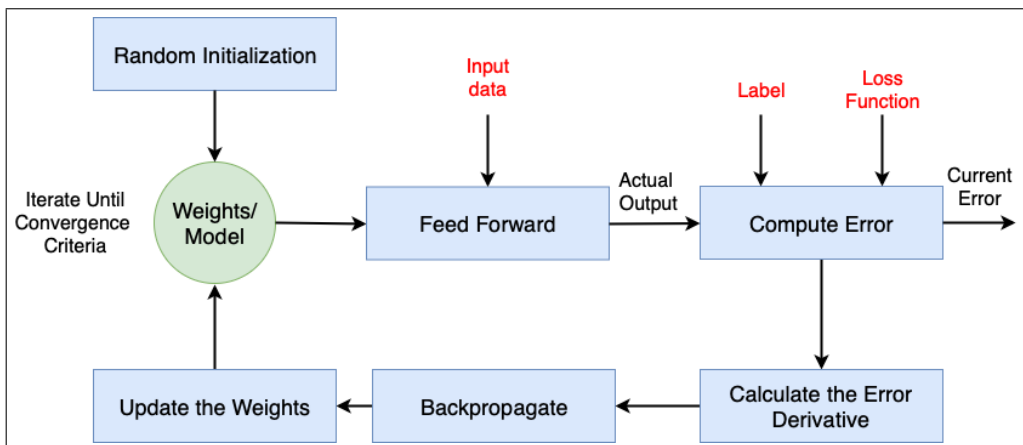 Random Initialization
Input
data
Label
Loss
Function
Iterate Until
Convergence
Criteria
Weights/
Model
Feed Forward
Actual
Output
Compute Error
Current
Error
Update the Weights
Backpropagate
Calculate the Error
Derivative